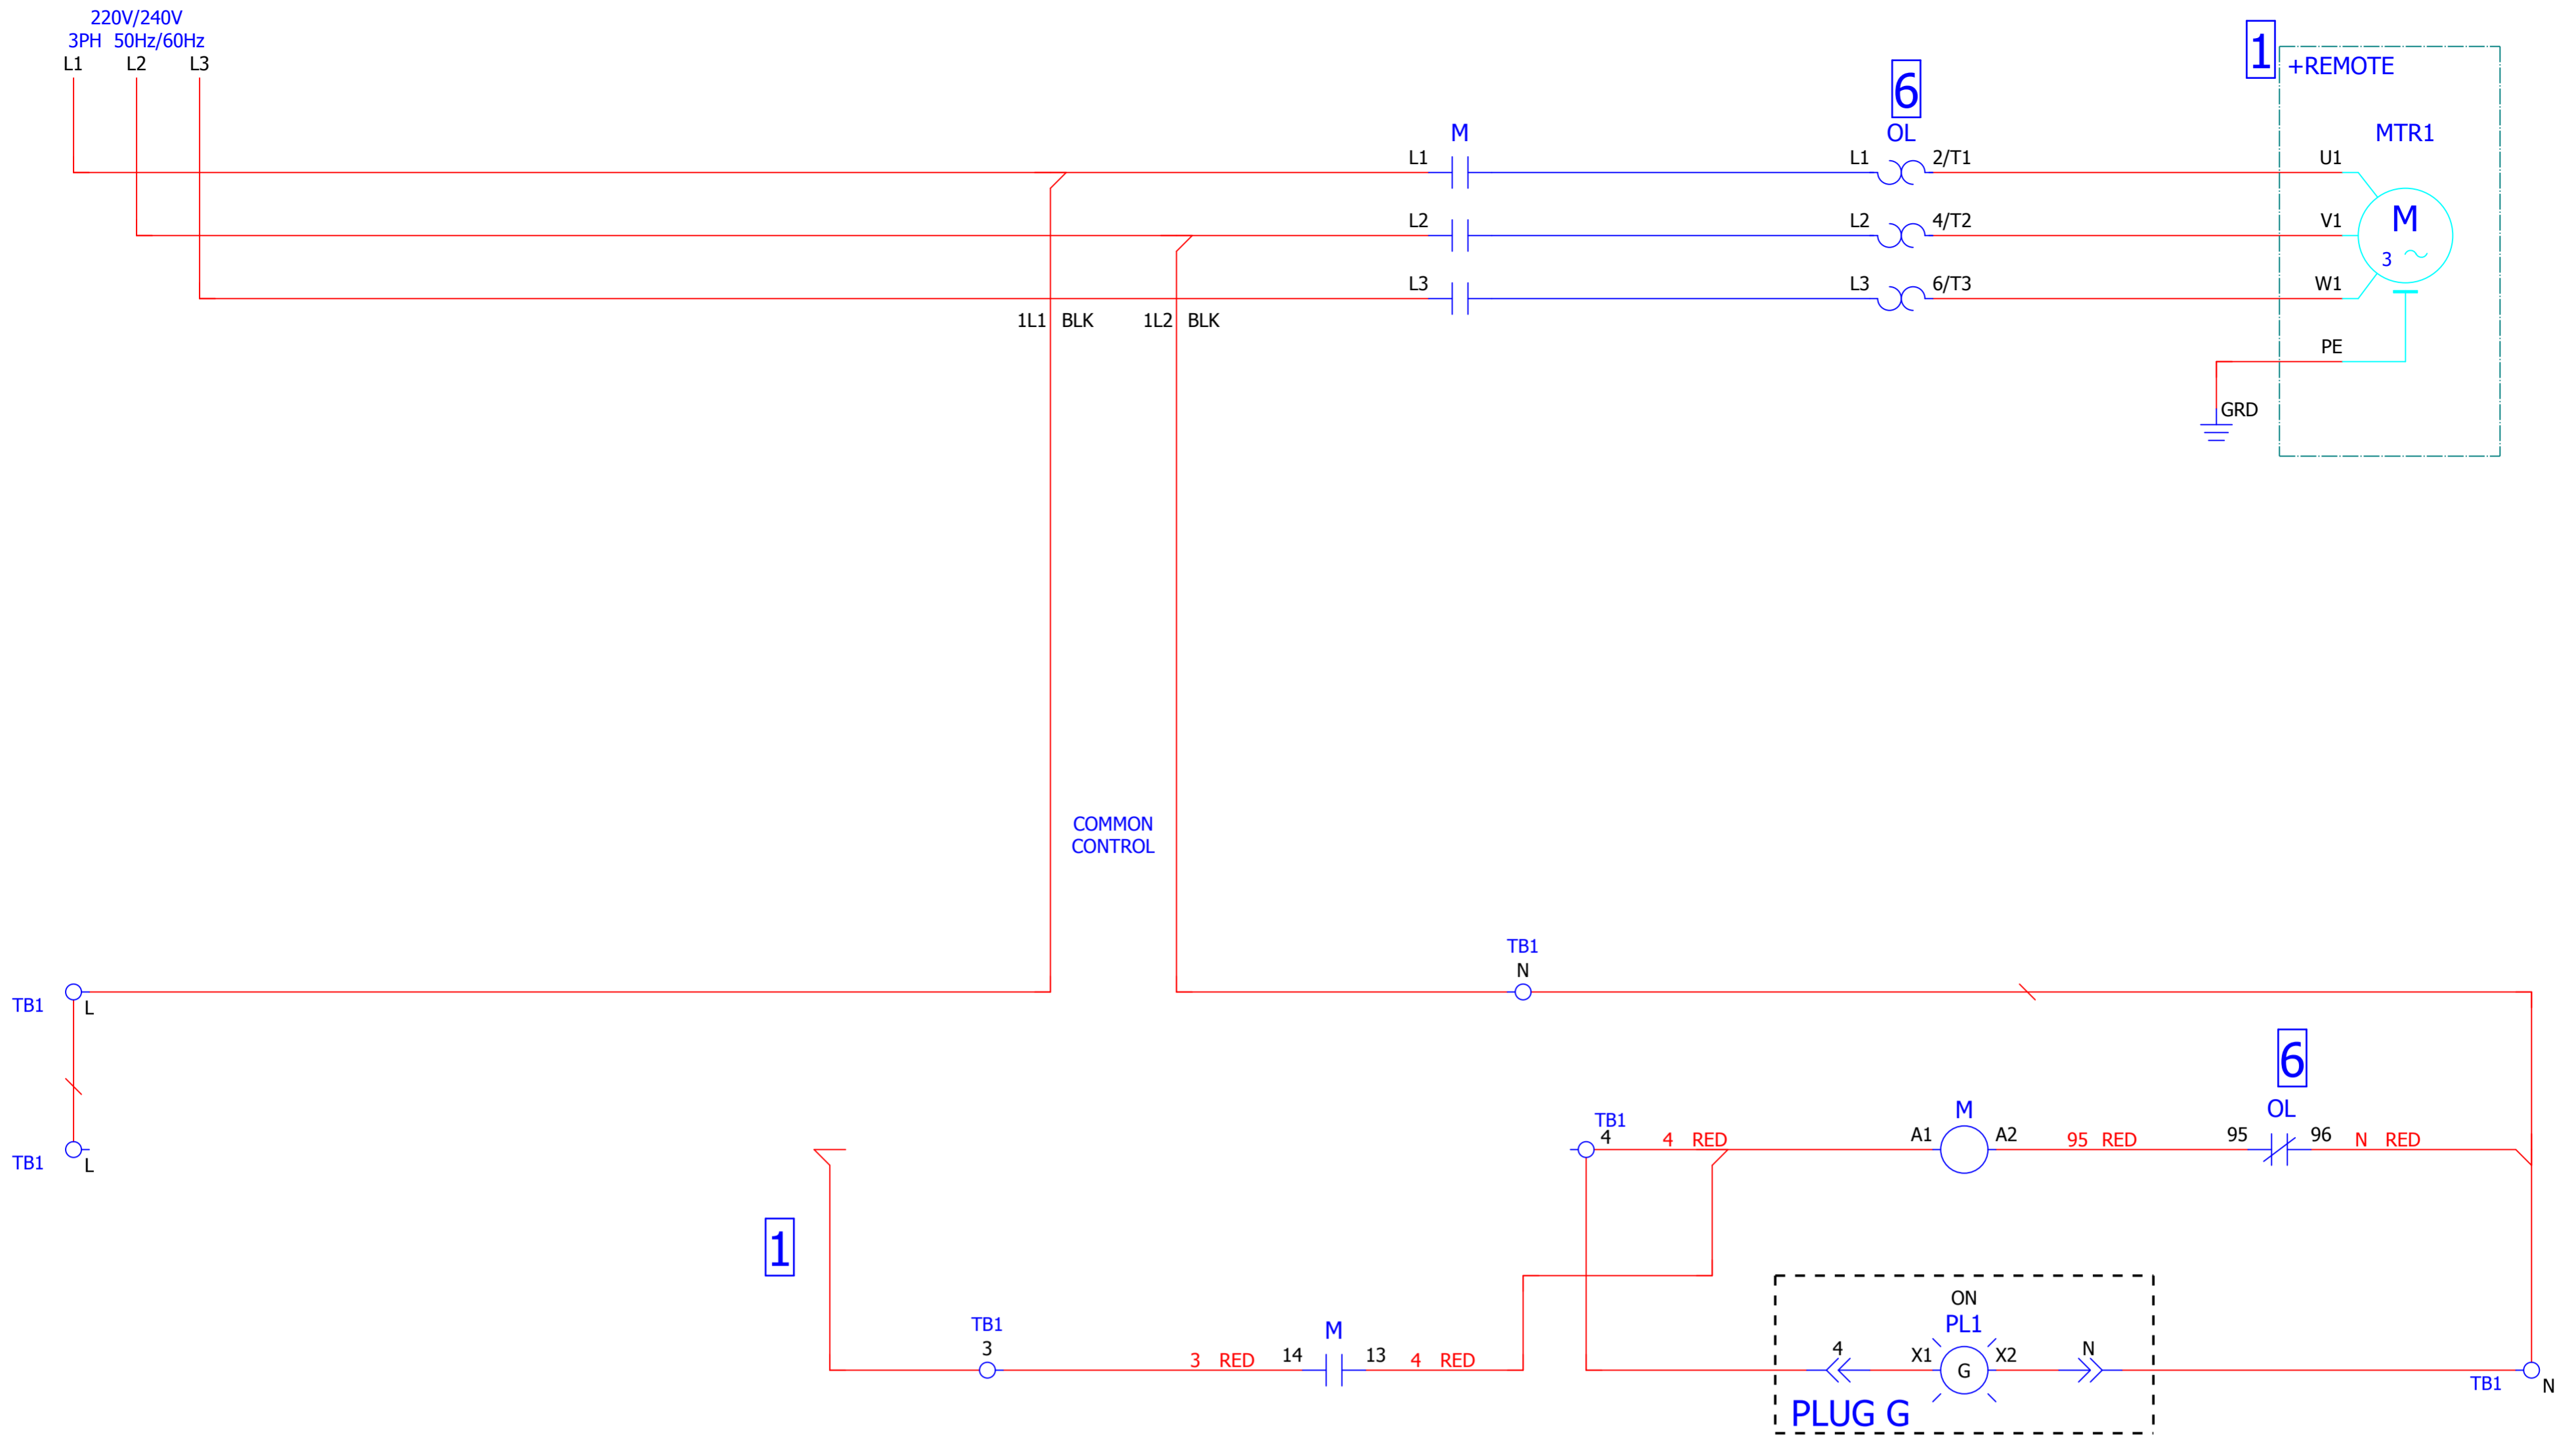 220V/240V
3PH 50Hz/60Hz
L1 L2 L3
1
+REMOTE
6
OL
M
MTR1
L1 L1 2/T1 U1
L2 L2 4/T2 V1
M
3
L3 L3 6/T3 W1
1L1 BLK 1L2 BLK
PE
GRD
COMMON
CONTROL
TB1
N
TB1 L
6
OL
TB1
4
4 RED
M
A1 A2
95 RED
95 96
N RED
TB1 L
1
TB1
3
3 RED
M
14 13
4 RED
ON
PL1
4 X1 G X2 N
PLUG G
TB1 N